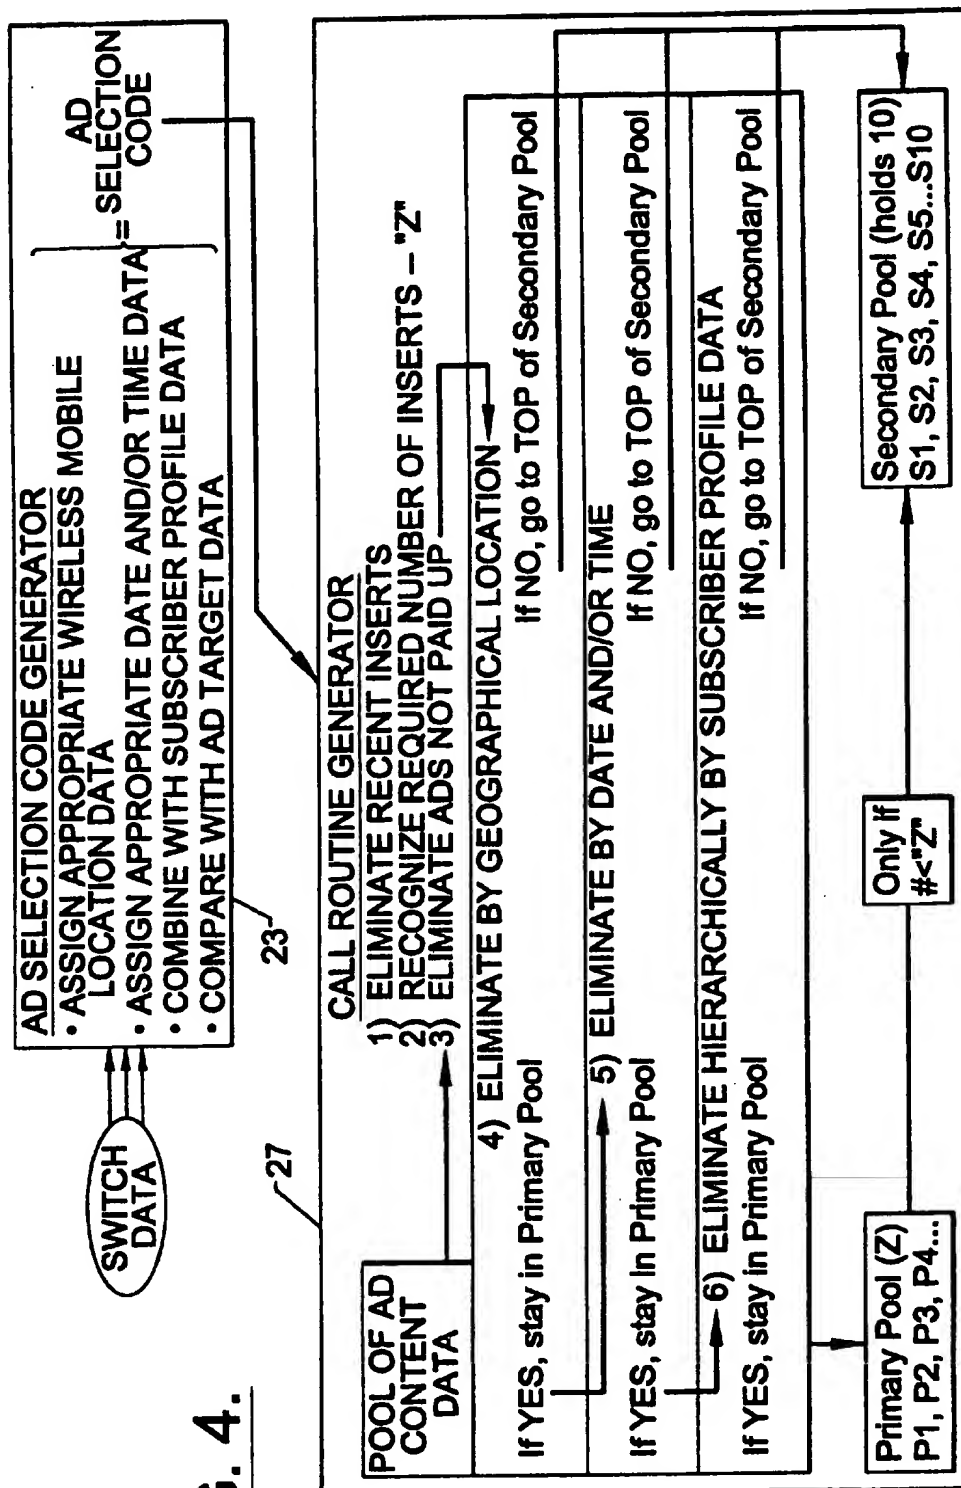 SWITCH
DATA
AD SELECTION CODE GENERATOR
• ASSIGN APPROPRIATE WIRELESS MOBILE
LOCATION DATA
• ASSIGN APPROPRIATE DATE AND/OR TIME DATA
• COMBINE WITH SUBSCRIBER PROFILE DATA
• COMPARE WITH AD TARGET DATA
=
AD
SELECTION
CODE
23
27
CALL ROUTINE GENERATOR
1) ELIMINATE RECENT INSERTS
2) RECOGNIZE REQUIRED NUMBER OF INSERTS – "Z"
3) ELIMINATE ADS NOT PAID UP
POOL OF AD
CONTENT
DATA
4) ELIMINATE BY GEOGRAPHICAL LOCATION
If YES, stay in Primary Pool
If NO, go to TOP of Secondary Pool
5) ELIMINATE BY DATE AND/OR TIME
If YES, stay in Primary Pool
If NO, go to TOP of Secondary Pool
6) ELIMINATE HIERARCHICALLY BY SUBSCRIBER PROFILE DATA
If YES, stay in Primary Pool
If NO, go to TOP of Secondary Pool
Primary Pool (Z)
P1, P2, P3, P4...
Only if
#<"Z"
Secondary Pool (holds 10)
S1, S2, S3, S4, S5...S10
4.